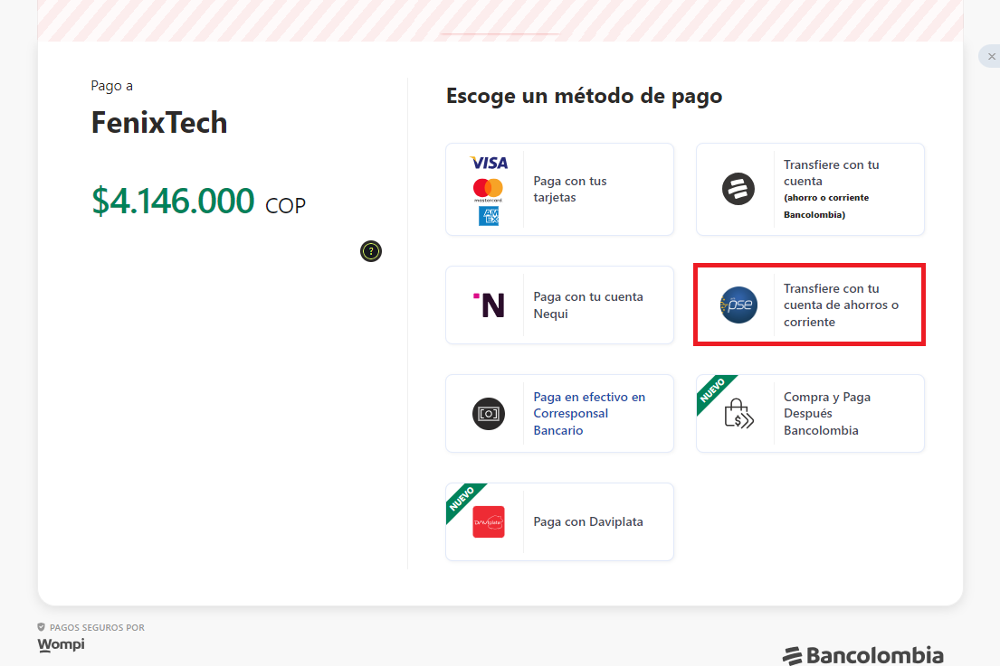 Pago a
FenixTech
$4.146.000 COP
?
Escoge un método de pago
VISA
mastercard
AM
EX
Paga con tus
tarjetas
Transfiere con tu
cuenta
(ahorro o corriente
Bancolombia)
N
Paga con tu cuenta
Nequi
pse
Transfiere con tu
cuenta de ahorros o
corriente
Paga en efectivo en
Corresponsal
Bancario
NUEVO
$
Compra y Paga
Después
Bancolombia
NUEVO
DAVIplata
Paga con Daviplata
PAGOS SEGUROS POR
Wompi
Bancolombia